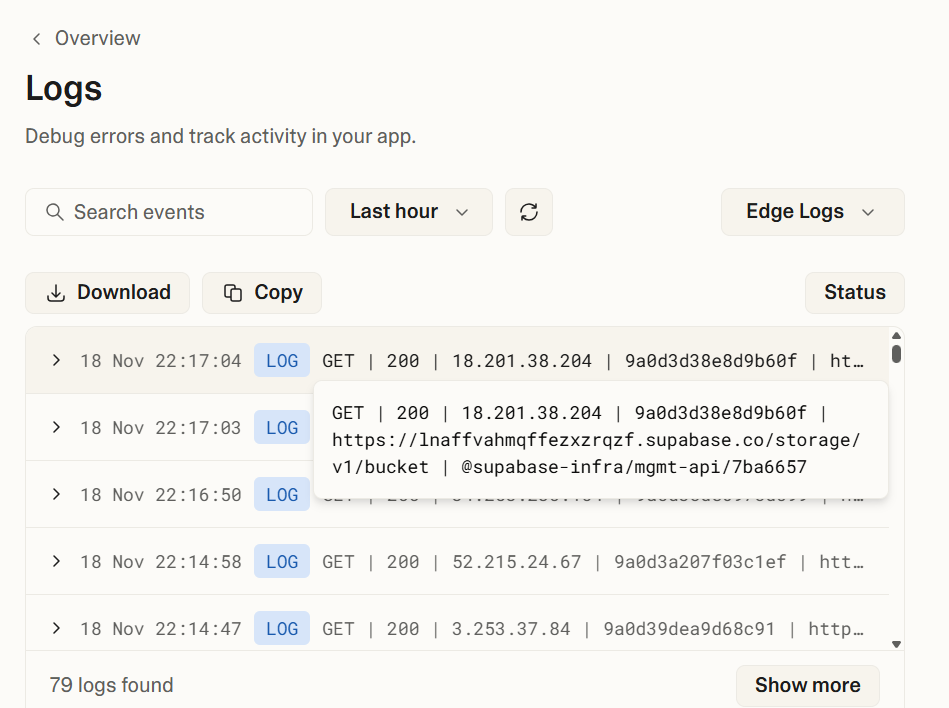 Overview
Logs
Debug errors and track activity in your app.
Search events
Last hour
Edge Logs
Download
Copy
Status
18 Nov 22:17:04 LOG GET | 200 | 18.201.38.204 | 9a0d3d38e8d9b60f | ht…
GET | 200 | 18.201.38.204 | 9a0d3d38e8d9b60f |
https://lnaffvahmqffezxzrqzf.supabase.co/storage/
v1/bucket | @supabase-infra/mgmt-api/7ba6657
18 Nov 22:17:03 LOG
18 Nov 22:16:50 LOG
18 Nov 22:14:58 LOG GET | 200 | 52.215.24.67 | 9a0d3a207f03c1ef | htt…
18 Nov 22:14:47 LOG GET | 200 | 3.253.37.84 | 9a0d39dea9d68c91 | http…
79 logs found
Show more